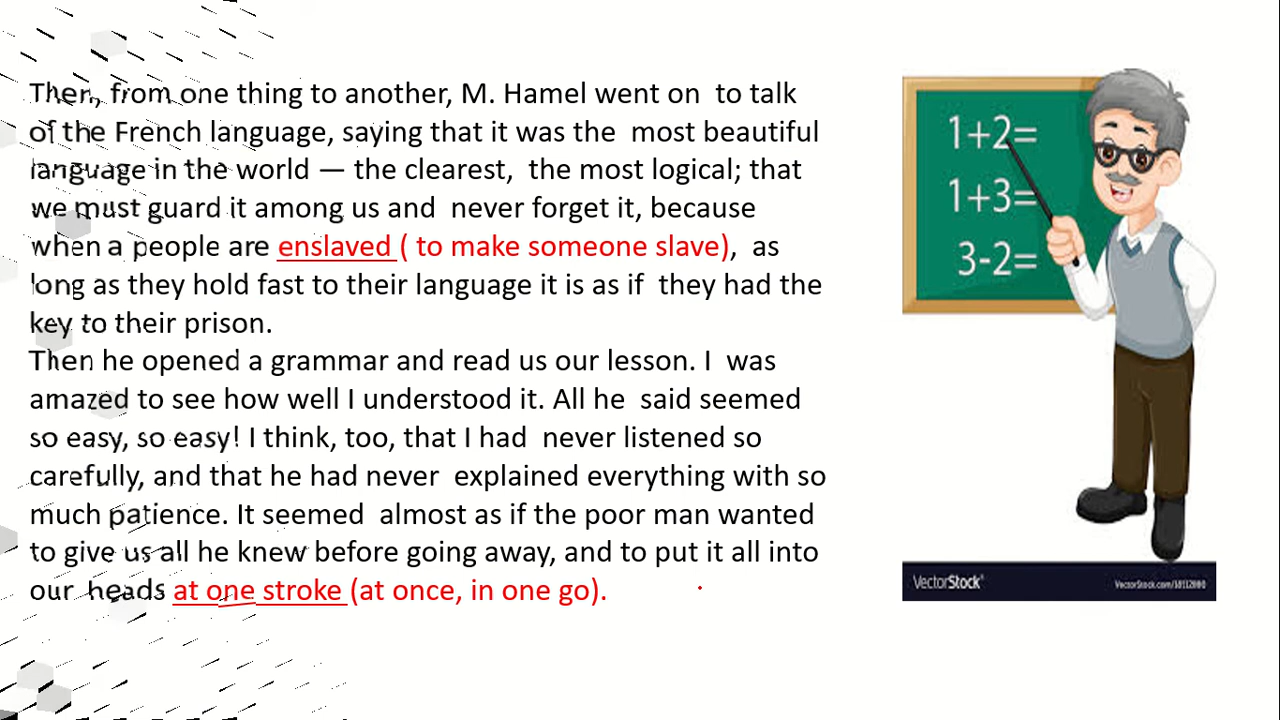 Then, from one thing to another, M. Hamel went on to talk
of the French language, saying that it was the most beautiful
language in the world — the clearest, the most logical; that
we must guard it among us and never forget it, because
when a people are enslaved ( to make someone slave), as
long as they hold fast to their language it is as if they had the
key to their prison.
Then he opened a grammar and read us our lesson. I was
amazed to see how well I understood it. All he said seemed
so easy, so easy! I think, too, that I had never listened so
carefully, and that he had never explained everything with so
much patience. It seemed almost as if the poor man wanted
to give us all he knew before going away, and to put it all into
our heads at one stroke (at once, in one go).
1+2=
1+3=
3-2=
VectorStock®